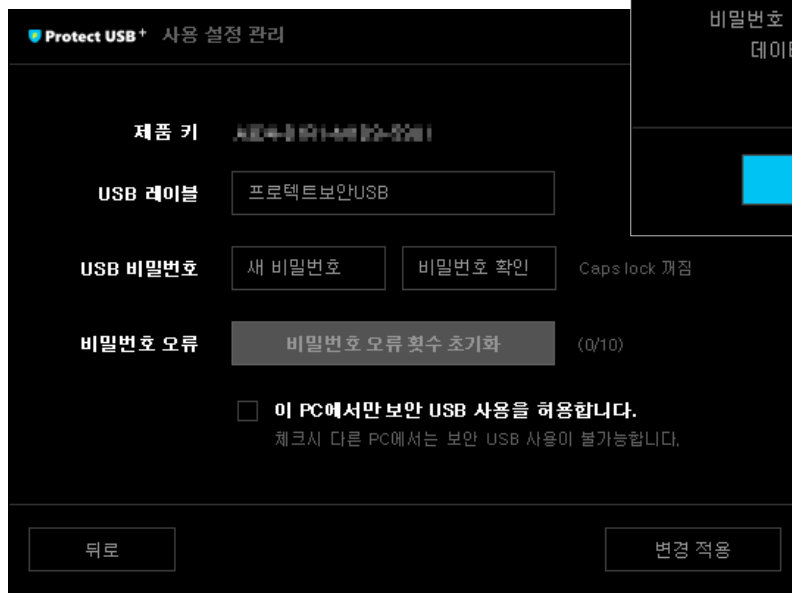 Protect USB+ 사용 설정 관리
비밀번호
데이
제품 키
USB 레이블 프로텍트보안USB
USB 비밀번호 새 비밀번호 비밀번호 확인 Caps lock 꺼짐
비밀번호 오류 비밀번호 오류 횟수 초기화 (0/10)
이 PC에서만 보안 USB 사용을 허용합니다.
체크시 다른 PC에서는 보안 USB 사용이 불가능합니다.
뒤로 변경 적용